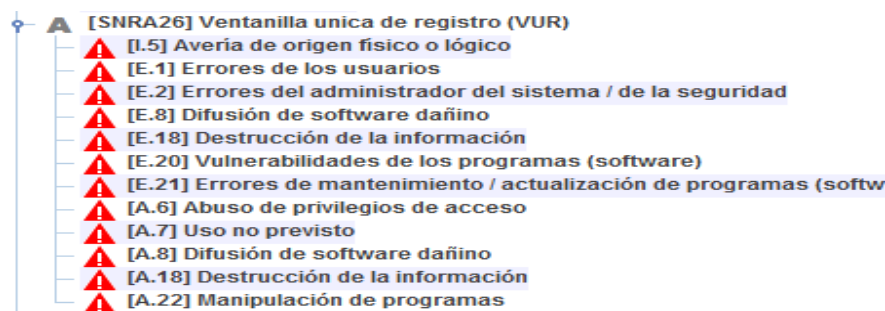 [SNRA26] Ventanilla unica de registro (VUR)
[I.5] Avería de origen físico o lógico
[E.1] Errores de los usuarios
[E.2] Errores del administrador del sistema / de la seguridad
[E.8] Difusión de software dañino
[E.18] Destrucción de la información
[E.20] Vulnerabilidades de los programas (software)
[E.21] Errores de mantenimiento / actualización de programas (softw
[A.6] Abuso de privilegios de acceso
[A.7] Uso no previsto
[A.8] Difusión de software dañino
[A.18] Destrucción de la información
[A.22] Manipulación de programas